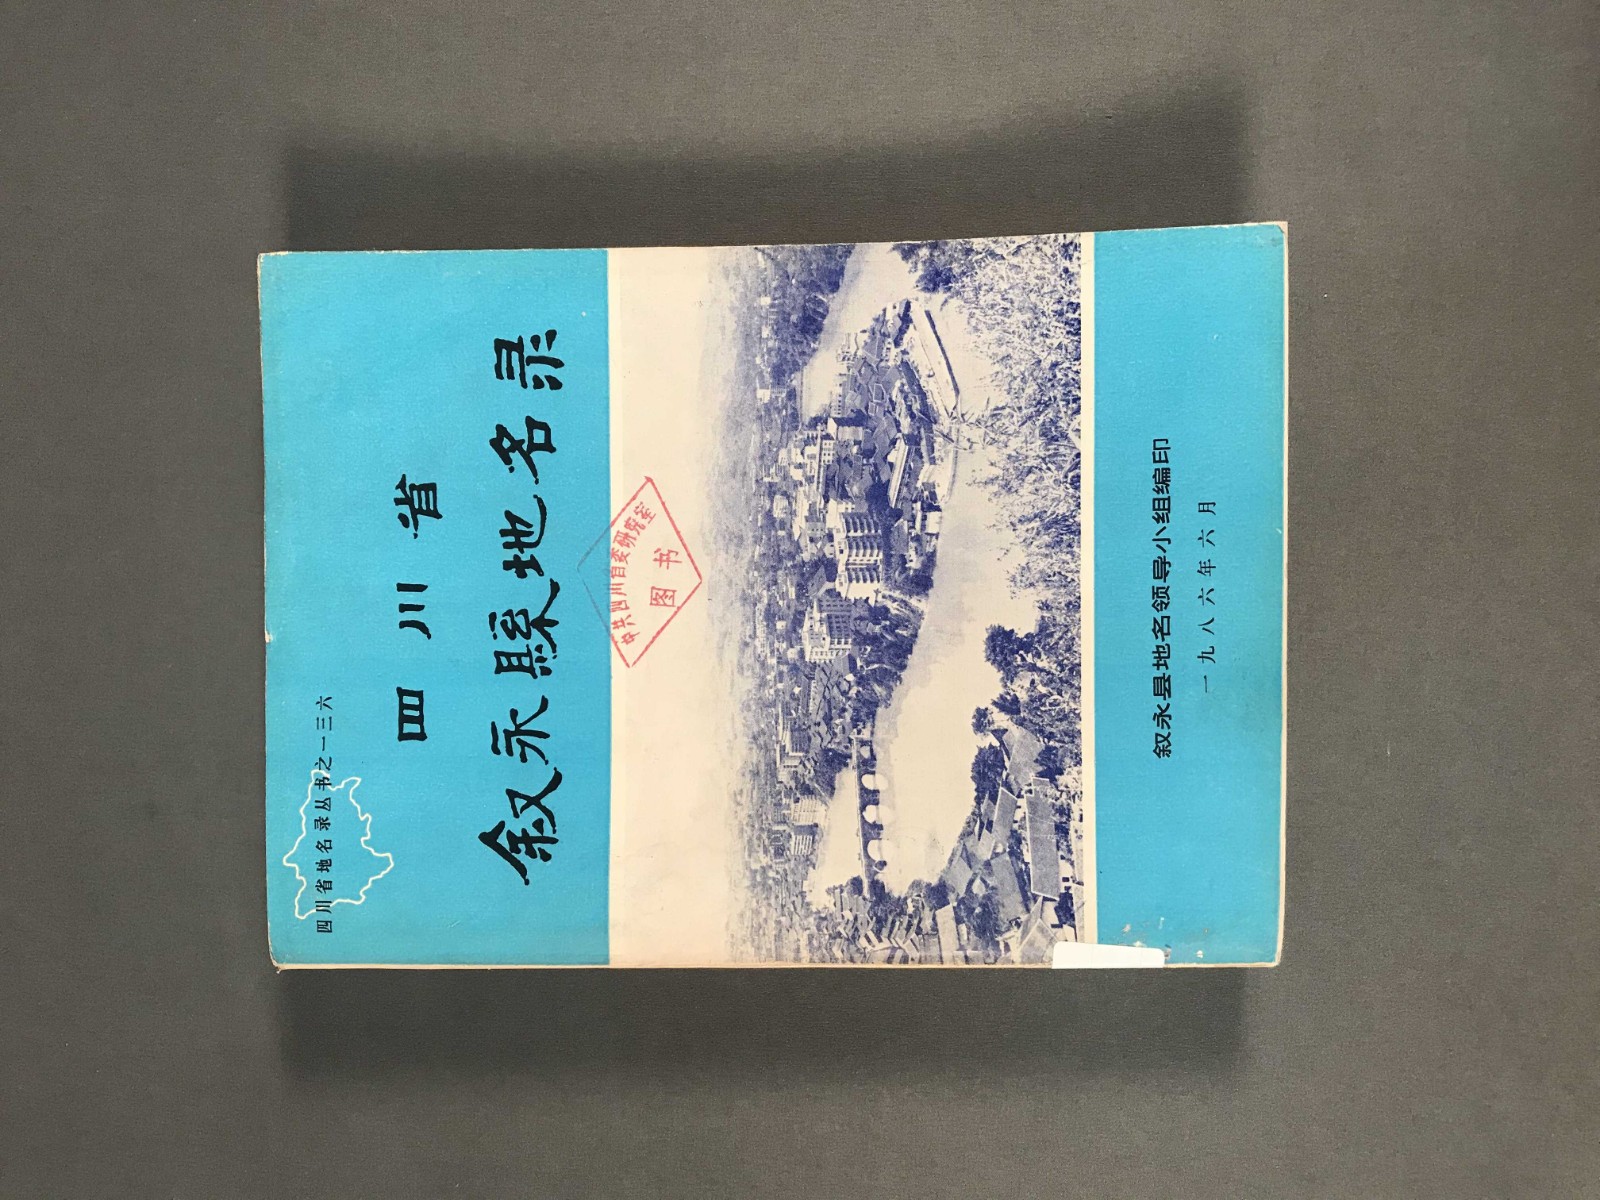 四川省地名录丛书之一三六
四川省
叙永縣地名录
中共四川省委研究室
图书
叙永县地名领导小组编印
一九八六年六月